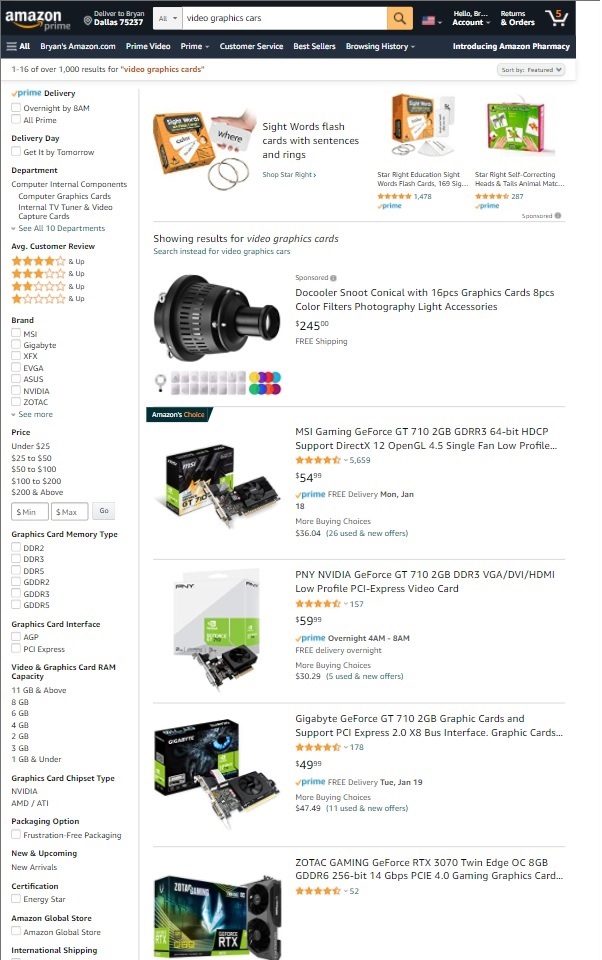 amazon
prime
Deliver to Bryan
Dallas 75237
All
video graphics cars
Hello, Br...
Account
Returns
& Orders
5
All
Bryan's Amazon.com
Prime Video
Prime
Customer Service
Best Sellers
Browsing History
Introducing Amazon Pharmacy
1-16 of over 1,000 results for "video graphics cards"
Sort by: Featured
prime Delivery
Overnight by 8AM
All Prime
Delivery Day
Get It by Tomorrow
Department
Computer Internal Components
Computer Graphics Cards
Internal TV Tuner & Video
Capture Cards
See All 10 Departments
Avg. Customer Review
& Up
& Up
& Up
& Up
Brand
MSI
Gigabyte
XFX
EVGA
ASUS
NVIDIA
ZOTAC
See more
Price
Under $25
$25 to $50
$50 to $100
$100 to $200
$200 & Above
$ Min
$ Max
Go
Graphics Card Memory Type
DDR2
DDR3
DDR5
GDDR2
GDDR3
GDDR5
Graphics Card Interface
AGP
PCI Express
Video & Graphics Card RAM
Capacity
11 GB & Above
8 GB
6 GB
4 GB
2 GB
3 GB
1 GB & Under
Graphics Card Chipset Type
NVIDIA
AMD / ATI
Packaging Option
Frustration-Free Packaging
New & Upcoming
New Arrivals
Certification
Energy Star
Amazon Global Store
Amazon Global Store
International Shipping
Sight Words
color
where
Sight Words flash
cards with sentences
and rings
Shop Star Right
Sight Words
color
Star Right Education Sight
Words Flash Cards, 169 Sig...
1,478
prime
Star Right Self-Correcting
Heads & Tails Animal Matc...
287
prime
Sponsored
Showing results for video graphics cards
Search instead for video graphics cars
Sponsored
Docooler Snoot Conical with 16pcs Graphics Cards 8pcs
Color Filters Photography Light Accessories
$24500
FREE Shipping
Amazon's Choice
msi
GT 710
MSI Gaming GeForce GT 710 2GB GDRR3 64-bit HDCP
Support DirectX 12 OpenGL 4.5 Single Fan Low Profile...
5,659
$5499
prime FREE Delivery Mon, Jan
18
More Buying Choices
$36.04 (26 used & new offers)
PNY
GEFORCE
PNY NVIDIA GeForce GT 710 2GB DDR3 VGA/DVI/HDMI
Low Profile PCI-Express Video Card
157
$5999
prime Overnight 4AM - 8AM
FREE delivery overnight
More Buying Choices
$30.29 (5 used & new offers)
GIGABYTE
Gigabyte GeForce GT 710 2GB Graphic Cards and
Support PCI Express 2.0 X8 Bus Interface. Graphic Cards...
178
$4999
prime FREE Delivery Tue, Jan 19
More Buying Choices
$47.49 (11 used & new offers)
ZOTAC GAMING
GEFORCE
RTX
ZOTAC GAMING GeForce RTX 3070 Twin Edge OC 8GB
GDDR6 256-bit 14 Gbps PCIE 4.0 Gaming Graphics Card...
52